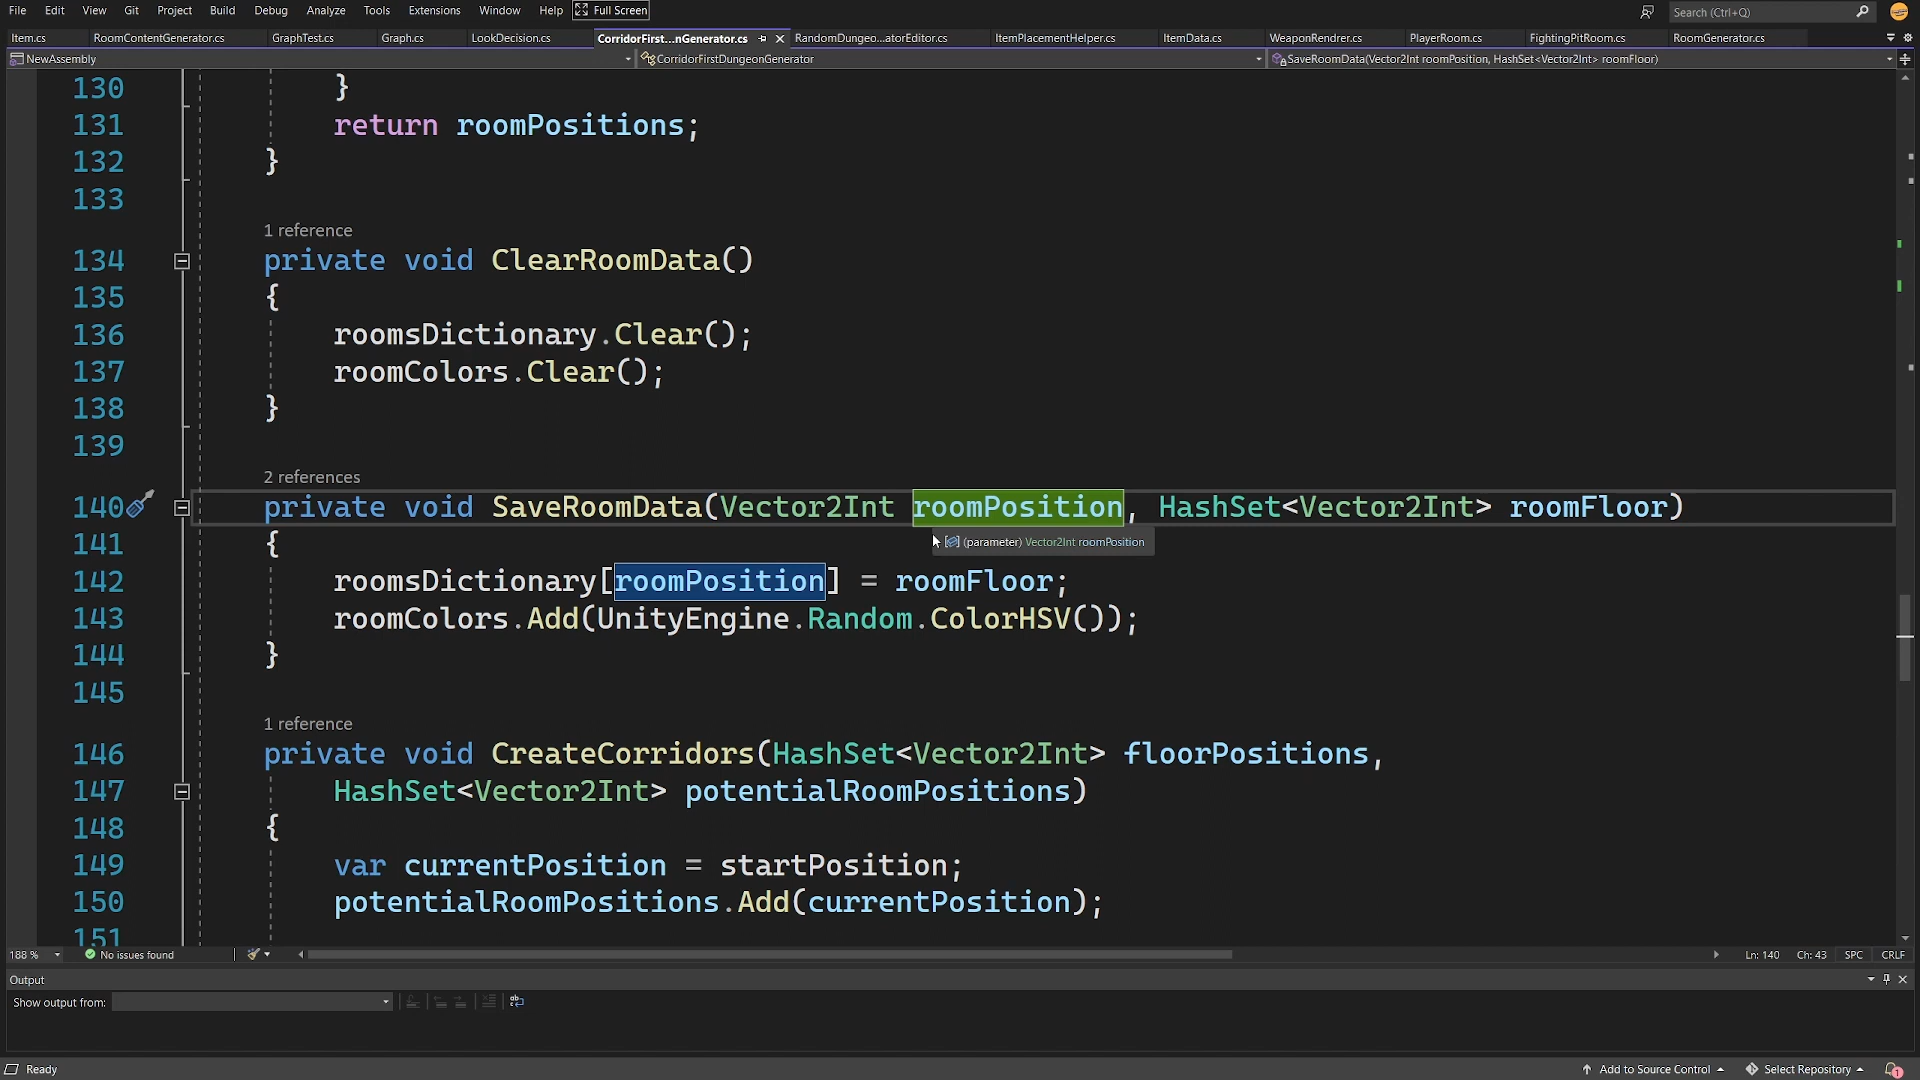 File Edit View Git Project Build Debug Analyze Tools Extensions Window Help Full Screen Search (Ctrl+Q)
Item.cs RoomContentGenerator.cs GraphTest.cs Graph.cs LookDecision.cs CorridorFirst...nGenerator.cs RandomDungeo...atorEditor.cs ItemPlacementHelper.cs ItemData.cs WeaponRendrer.cs PlayerRoom.cs FightingPitRoom.cs RoomGenerator.cs
NewAssembly CorridorFirstDungeonGenerator SaveRoomData(Vector2Int roomPosition, HashSet<Vector2Int> roomFloor)
130 }
131 return roomPositions;
132 }
133
1 reference
134 private void ClearRoomData()
135 {
136 roomsDictionary.Clear();
137 roomColors.Clear();
138 }
139
2 references
140 private void SaveRoomData(Vector2Int roomPosition, HashSet<Vector2Int> roomFloor)
141 {
(parameter) Vector2Int roomPosition
142 roomsDictionary[roomPosition] = roomFloor;
143 roomColors.Add(UnityEngine.Random.ColorHSV());
144 }
145
1 reference
146 private void CreateCorridors(HashSet<Vector2Int> floorPositions,
147 HashSet<Vector2Int> potentialRoomPositions)
148 {
149 var currentPosition = startPosition;
150 potentialRoomPositions.Add(currentPosition);
151
188 % No issues found Ln: 140 Ch: 43 SPC CRLF
Output
Show output from:
Ready Add to Source Control Select Repository 1